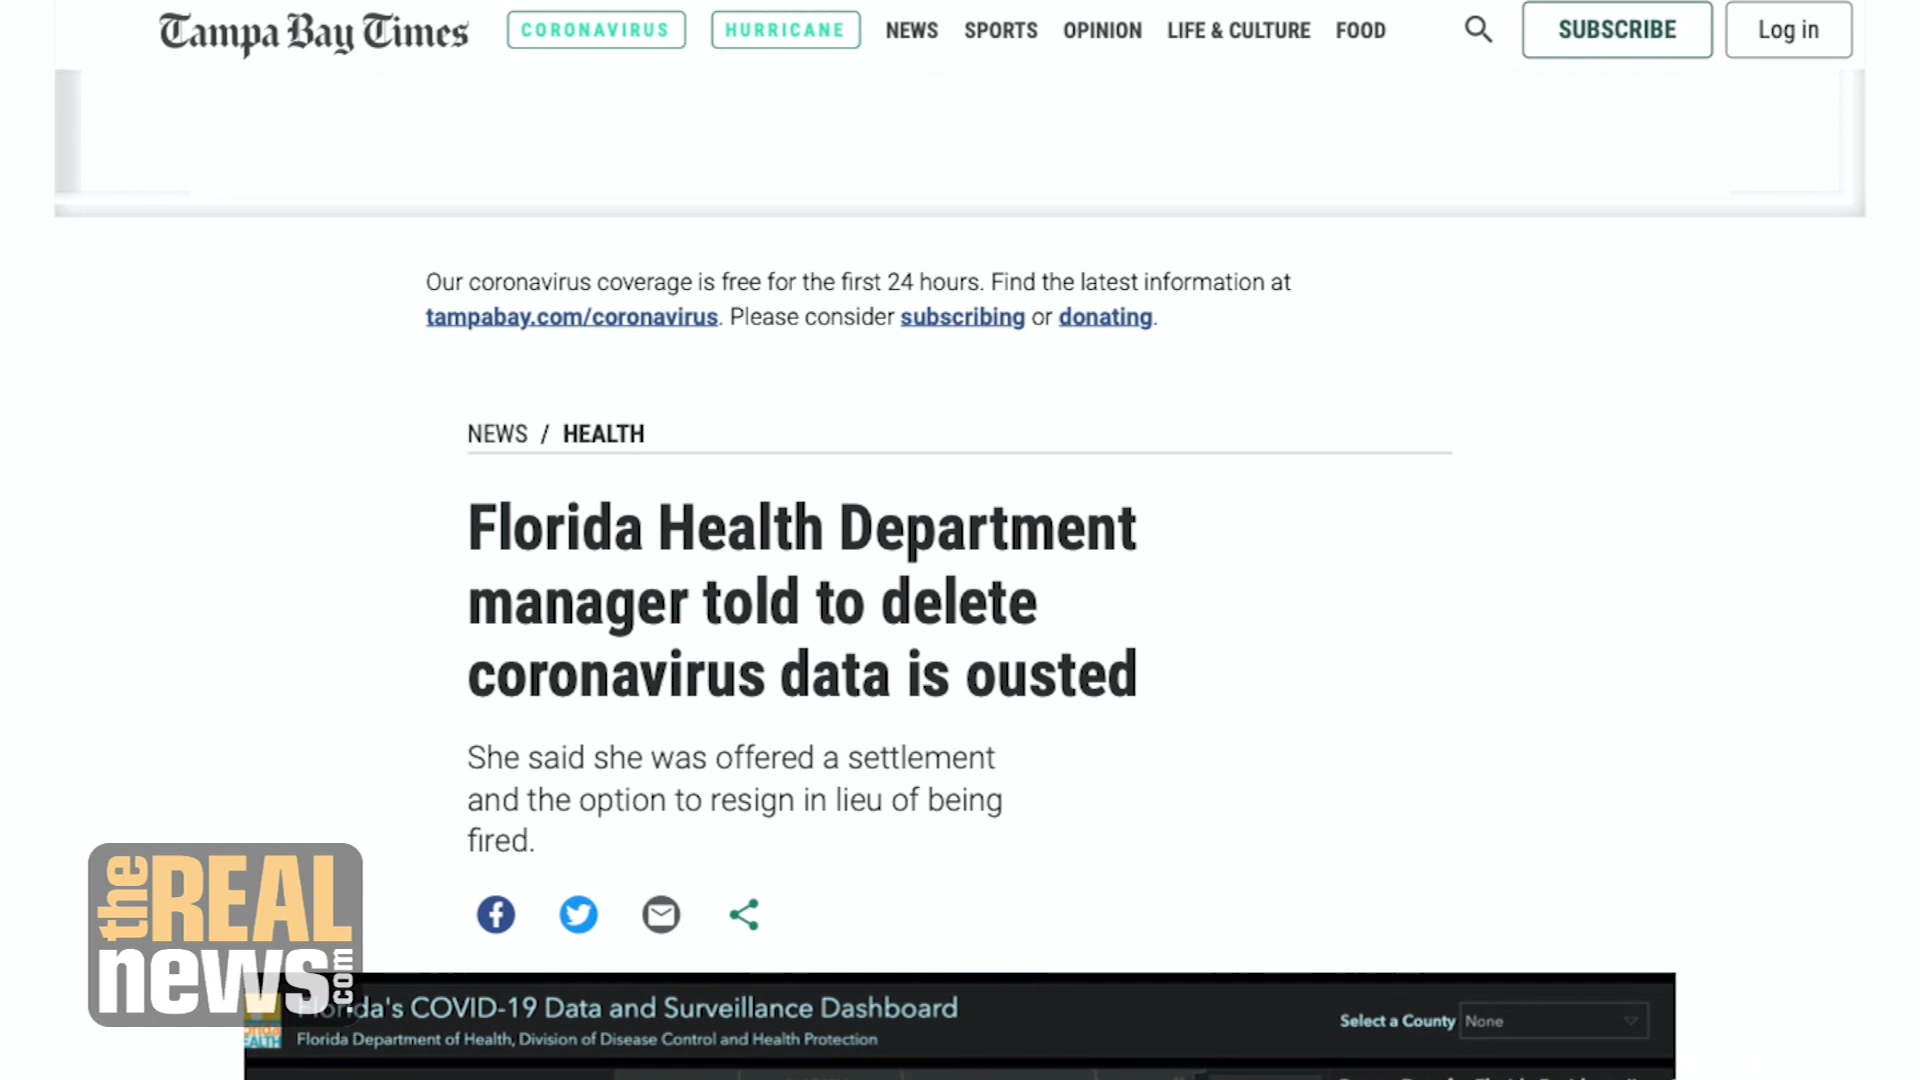 Tampa Bay Times CORONAVIRUS HURRICANE NEWS SPORTS OPINION LIFE & CULTURE FOOD SUBSCRIBE Log in
Our coronavirus coverage is free for the first 24 hours. Find the latest information at
tampabay.com/coronavirus. Please consider subscribing or donating.
NEWS / HEALTH
Florida Health Department
manager told to delete
coronavirus data is ousted
She said she was offered a settlement
and the option to resign in lieu of being
fired.
the REAL
news.com
Florida's COVID-19 Data and Surveillance Dashboard
Florida Department of Health, Division of Disease Control and Health Protection
Select a County None